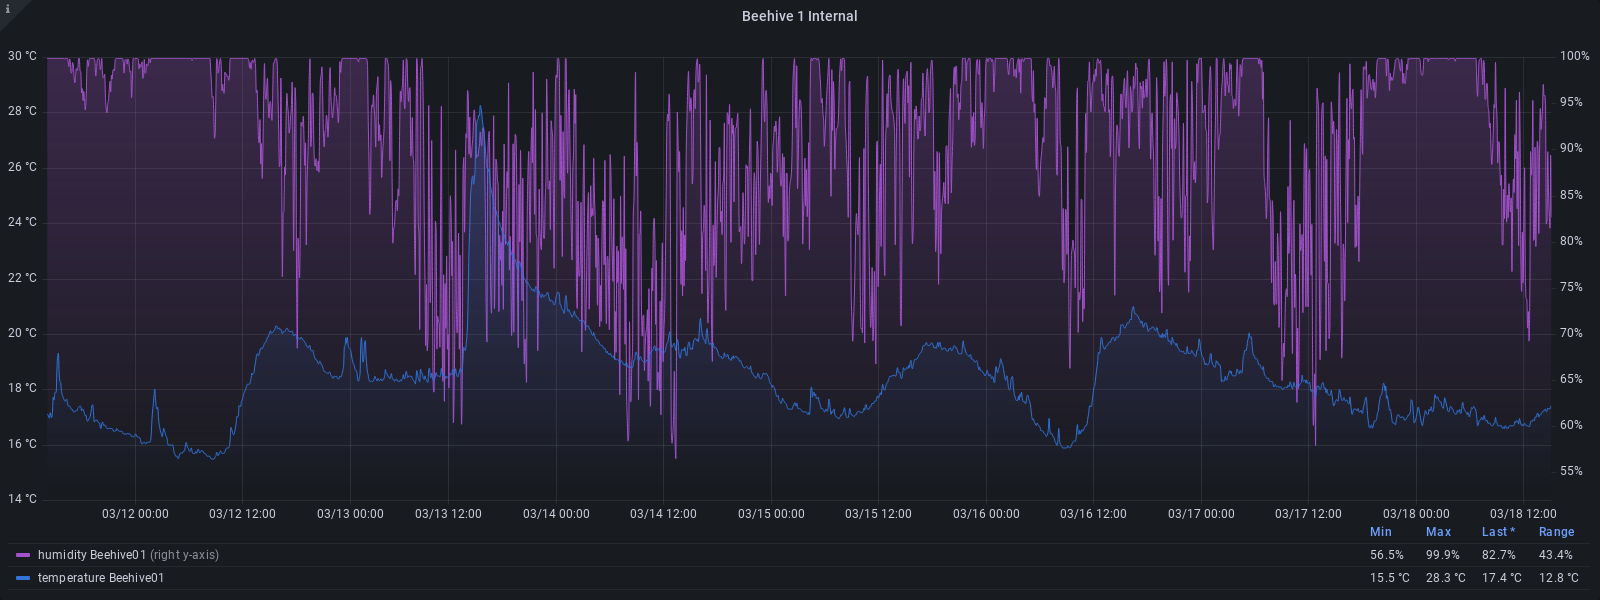 i
Beehive 1 Internal
30 °C
28 °C
26 °C
24 °C
22 °C
20 °C
18 °C
16 °C
14 °C
100%
95%
90%
85%
80%
75%
70%
65%
60%
55%
03/12 00:00 03/12 12:00 03/13 00:00 03/13 12:00 03/14 00:00 03/14 12:00 03/15 00:00 03/15 12:00 03/16 00:00 03/16 12:00 03/17 00:00 03/17 12:00 03/18 00:00 03/18 12:00
Min Max Last * Range
humidity Beehive01 (right y-axis) 56.5% 99.9% 82.7% 43.4%
temperature Beehive01 15.5 °C 28.3 °C 17.4 °C 12.8 °C